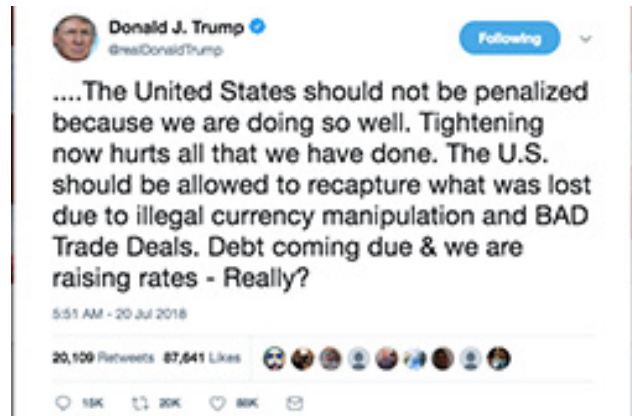 Donald J. Trump
@realDonaldTrump
Following
....The United States should not be penalized
because we are doing so well. Tightening
now hurts all that we have done. The U.S.
should be allowed to recapture what was lost
due to illegal currency manipulation and BAD
Trade Deals. Debt coming due & we are
raising rates - Really?
5:51 AM - 20 Jul 2018
20,109 Retweets 87,641 Likes
15K 20K 88K